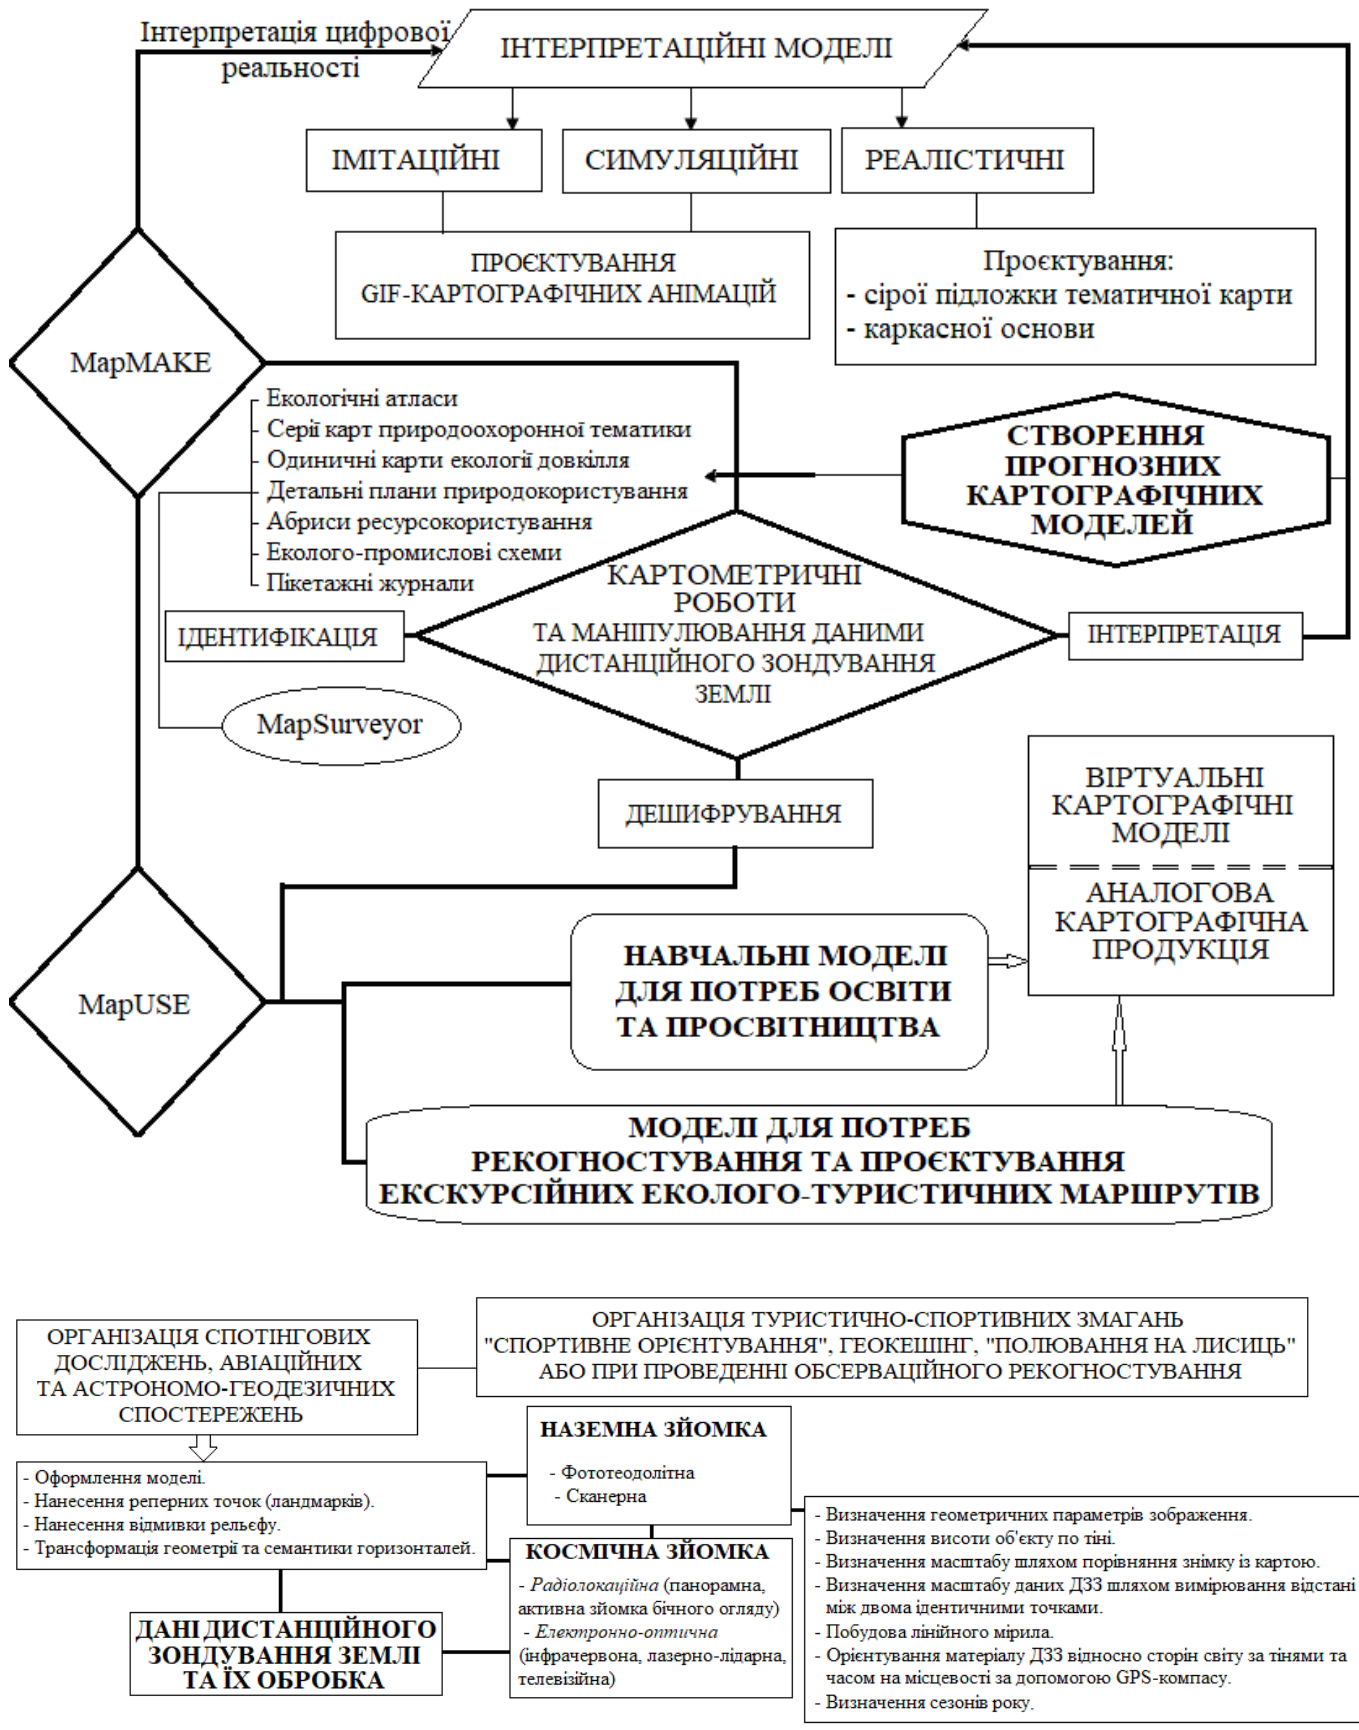 Інтерпретація цифрової
реальності
ІНТЕРПРЕТАЦІЙНІ МОДЕЛІ
ІМІТАЦІЙНІ
СИМУЛЯЦІЙНІ
РЕАЛІСТИЧНІ
ПРОЄКТУВАННЯ
GIF-КАРТОГРАФІЧНИХ АНІМАЦІЙ
Проєктування:
- сірої підложки тематичної карти
- каркасної основи
MapMAKE
Екологічні атласи
Серії карт природоохоронної тематики
Одиничні карти екології довкілля
Детальні плани природокористування
Абриси ресурсокористування
Еколого-промислові схеми
Пікетажні журнали
СТВОРЕННЯ
ПРОГНОЗНИХ
КАРТОГРАФІЧНИХ
МОДЕЛЕЙ
КАРТОМЕТРИЧНІ
РОБОТИ
ТА МАНІПУЛЮВАННЯ ДАНИМИ
ДИСТАНЦІЙНОГО ЗОНДУВАННЯ
ЗЕМЛІ
ІДЕНТИФІКАЦІЯ
ІНТЕРПРЕТАЦІЯ
MapSurveyor
ДЕШИФРУВАННЯ
ВІРТУАЛЬНІ
КАРТОГРАФІЧНІ
МОДЕЛІ
АНАЛОГОВА
КАРТОГРАФІЧНА
ПРОДУКЦІЯ
MapUSE
НАВЧАЛЬНІ МОДЕЛІ
ДЛЯ ПОТРЕБ ОСВІТИ
ТА ПРОСВІТНИЦТВА
МОДЕЛІ ДЛЯ ПОТРЕБ
РЕКОГНОСТУВАННЯ ТА ПРОЄКТУВАННЯ
ЕКСКУРСІЙНИХ ЕКОЛОГО-ТУРИСТИЧНИХ МАРШРУТІВ
ОРГАНІЗАЦІЯ СПОТІНГОВИХ
ДОСЛІДЖЕНЬ, АВІАЦІЙНИХ
ТА АСТРОНОМО-ГЕОДЕЗИЧНИХ
СПОСТЕРЕЖЕНЬ
ОРГАНІЗАЦІЯ ТУРИСТИЧНО-СПОРТИВНИХ ЗМАГАНЬ
"СПОРТИВНЕ ОРІЄНТУВАННЯ", ГЕОКЕШІНГ, "ПОЛЮВАННЯ НА ЛИСИЦЬ"
АБО ПРИ ПРОВЕДЕННІ ОБСЕРВАЦІЙНОГО РЕКОГНОСТУВАННЯ
- Оформлення моделі.
- Нанесення реперних точок (ландмарків).
- Нанесення відмивки рельєфу.
- Трансформація геометрії та семантики горизонталей.
НАЗЕМНА ЗЙОМКА
- Фототеодолітна
- Сканерна
КОСМІЧНА ЗЙОМКА
- Радіолокаційна (панорамна,
активна зйомка бічного огляду)
- Електронно-оптична
(інфрачервона, лазерно-лідарна,
телевізійна)
ДАНІ ДИСТАНЦІЙНОГО
ЗОНДУВАННЯ ЗЕМЛІ
ТА ЇХ ОБРОБКА
- Визначення геометричних параметрів зображення.
- Визначення висоти об'єкту по тіні.
- Визначення масштабу шляхом порівняння знімку із картою.
- Визначення масштабу даних ДЗЗ шляхом вимірювання відстані
між двома ідентичними точками.
- Побудова лінійного мірила.
- Орієнтування матеріалу ДЗЗ відносно сторін світу за тінями та
часом на місцевості за допомогою GPS-компасу.
- Визначення сезонів року.